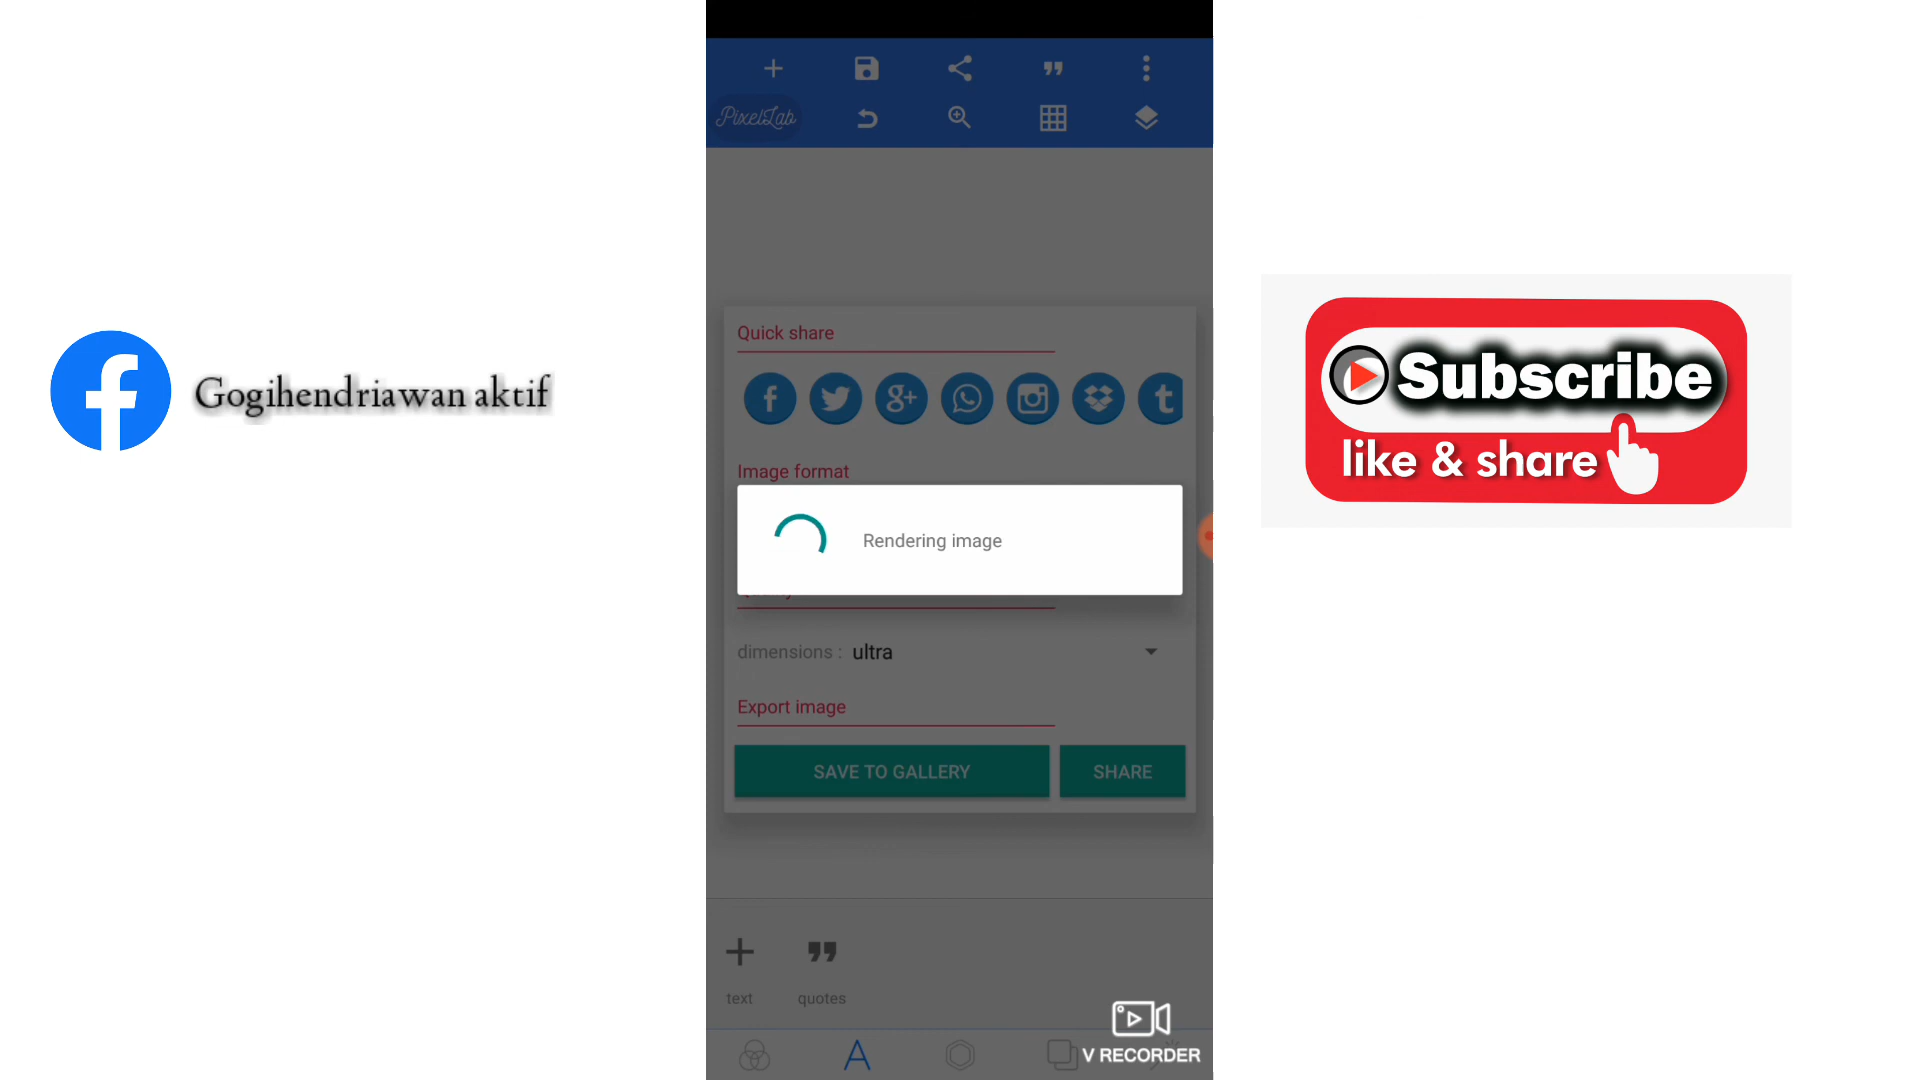 PixelLab
Quick share
Image format
Rendering image
dimensions : ultra
Export image
SAVE TO GALLERY
SHARE
text
quotes
V RECORDER
Gogihendriawan aktif
Subscribe
like & share